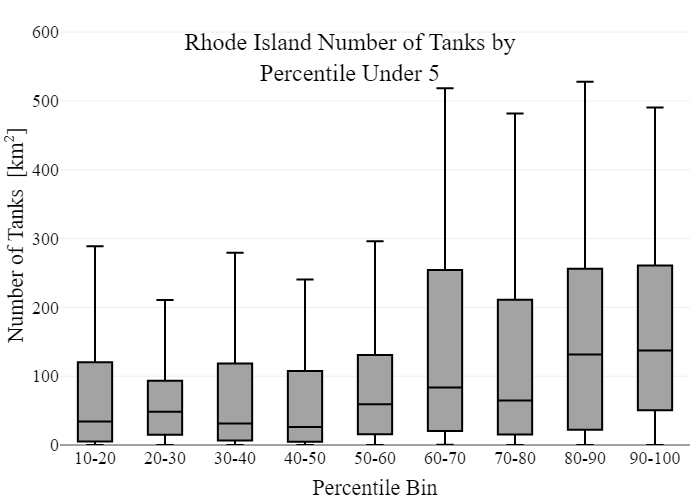 Rhode Island Number of Tanks by
Percentile Under 5
Number of Tanks [km²]
600
500
400
300
200
100
0
10-20 20-30 30-40 40-50 50-60 60-70 70-80 80-90 90-100
Percentile Bin